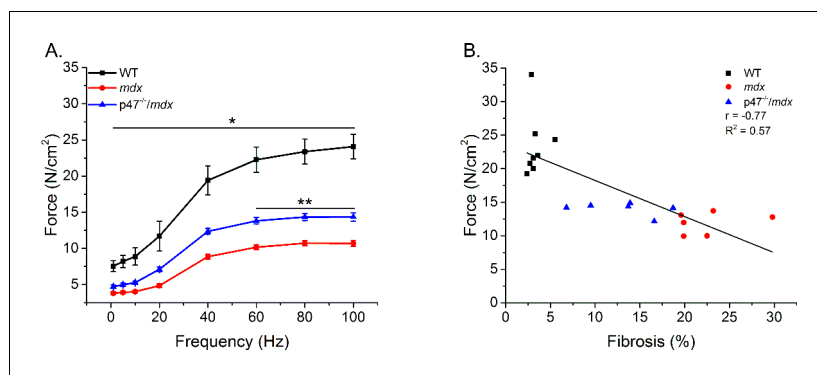 A.
WT
mdx
p47⁻/⁻/mdx
*
**
35
30
25
20
15
10
5
Force (N/cm²)
0 20 40 60 80 100
Frequency (Hz)
B.
WT
mdx
p47⁻/⁻/mdx
r = -0.77
R² = 0.57
35
30
25
20
15
10
5
0
Force (N/cm²)
0 5 10 15 20 25 30
Fibrosis (%)